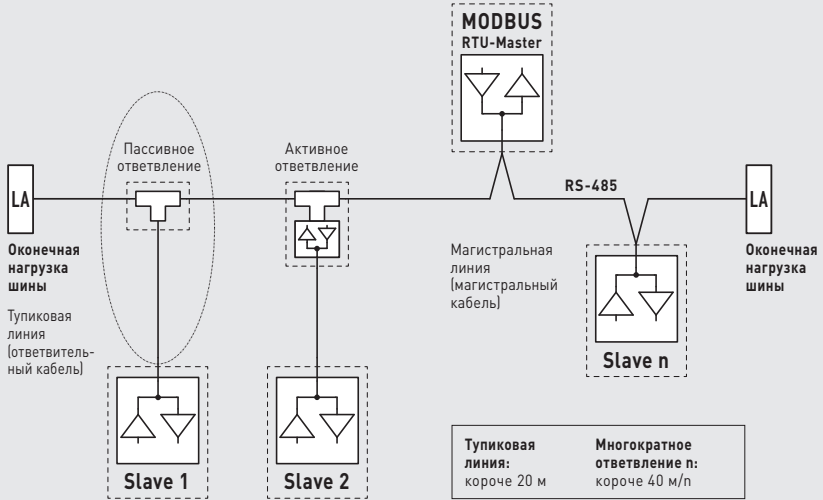 MODBUS
RTU-Master
Пассивное
ответвление
Активное
ответвление
RS-485
LA
LA
Оконечная
нагрузка
шины
Тупиковая
линия
(ответвитель-
ный кабель)
Магистральная
линия
(магистральный
кабель)
Оконечная
нагрузка
шины
Slave n
Slave 1
Slave 2
Тупиковая
линия:
короче 20 м
Многократное
ответвление n:
короче 40 м/n